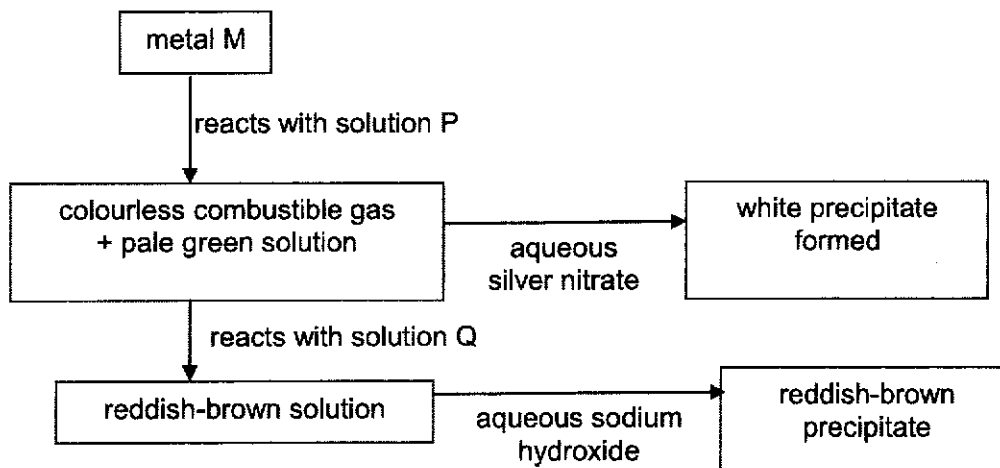 metal M
reacts with solution P
colourless combustible gas
+ pale green solution
aqueous
silver nitrate
white precipitate
formed
reacts with solution Q
reddish-brown solution
aqueous sodium
hydroxide
reddish-brown
precipitate